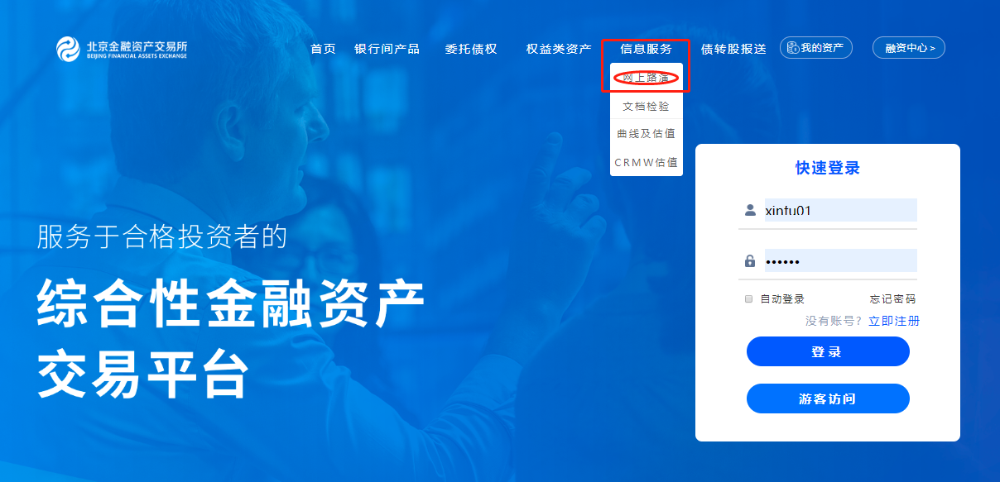 北京金融资产交易所
BEIJING FINANCIAL ASSETS EXCHANGE
首页 银行间产品 委托债权 权益类资产 信息服务 债转股报送 我的资产 融资中心 >
网上路演
文档检验
曲线及估值
CRMW估值
快速登录
xinfu01
••••••
自动登录 忘记密码
没有账号？立即注册
登录
游客访问
服务于合格投资者的
综合性金融资产
交易平台